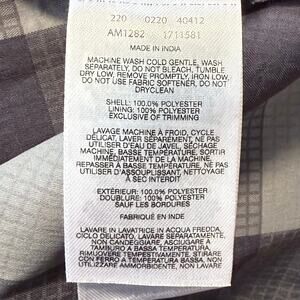 220 0220 40412
AM1282 1711581
MADE IN INDIA
MACHINE WASH COLD GENTLE, WASH
SEPARATELY, DO NOT BLEACH, TUMBLE
DRY LOW, REMOVE PROMPTLY, IRON LOW,
DO NOT USE FABRIC SOFTENER, DO NOT
DRYCLEAN
SHELL: 100.0% POLYESTER
LINING: 100% POLYESTER
EXCLUSIVE OF TRIMMING
LAVAGE MACHINE À FROID, CYCLE
DÉLICAT, LAVER SÉPARÉMENT, NE PAS
UTILISER D'EAU DE JAVEL, SÉCHAGE
MACHINE, BASSE TEMPÉRATURE, SORTIR
IMMÉDIATEMENT DE LA MACHINE,
REPASSER À BASSE TEMPÉRATURE, NE PAS
UTILISER D'ASSOUPLISSANT, NETTOYAGE
À SEC INTERDIT
EXTÉRIEUR: 100.0% POLYESTER
DOUBLURE: 100% POLYESTER
SAUF LES BORDURES
FABRIQUÉ EN INDE
LAVARE IN LAVATRICE IN ACQUA FREDDA,
CICLO DELICATO, LAVARE SEPARATAMENTE,
NON CANDEGGIARE, ASCIUGARE A
TAMBURO A BASSA TEMPERATURA,
RIMUOVERE TEMPESTIVAMENTE, STIRARE
CON FERRO A TEMPERATURA BASSA, NON
UTILIZZARE AMMORBIDENTE, NON LAVARE